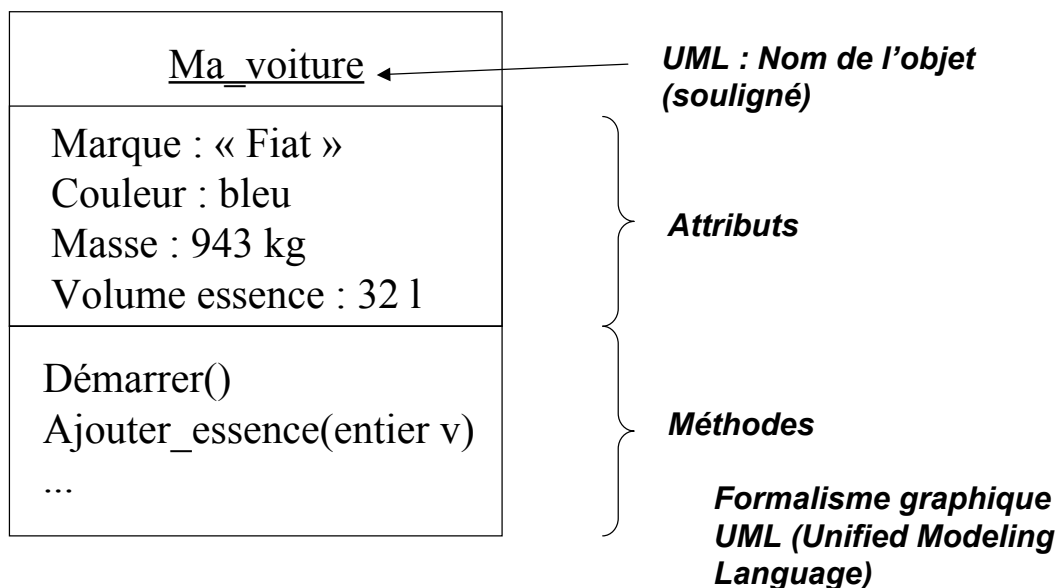 Ma_voiture
UML : Nom de l’objet
(souligné)
Marque : « Fiat »
Couleur : bleu
Masse : 943 kg
Volume essence : 32 l
Attributs
Démarrer()
Ajouter_essence(entier v)
...
Méthodes
Formalisme graphique
UML (Unified Modeling
Language)